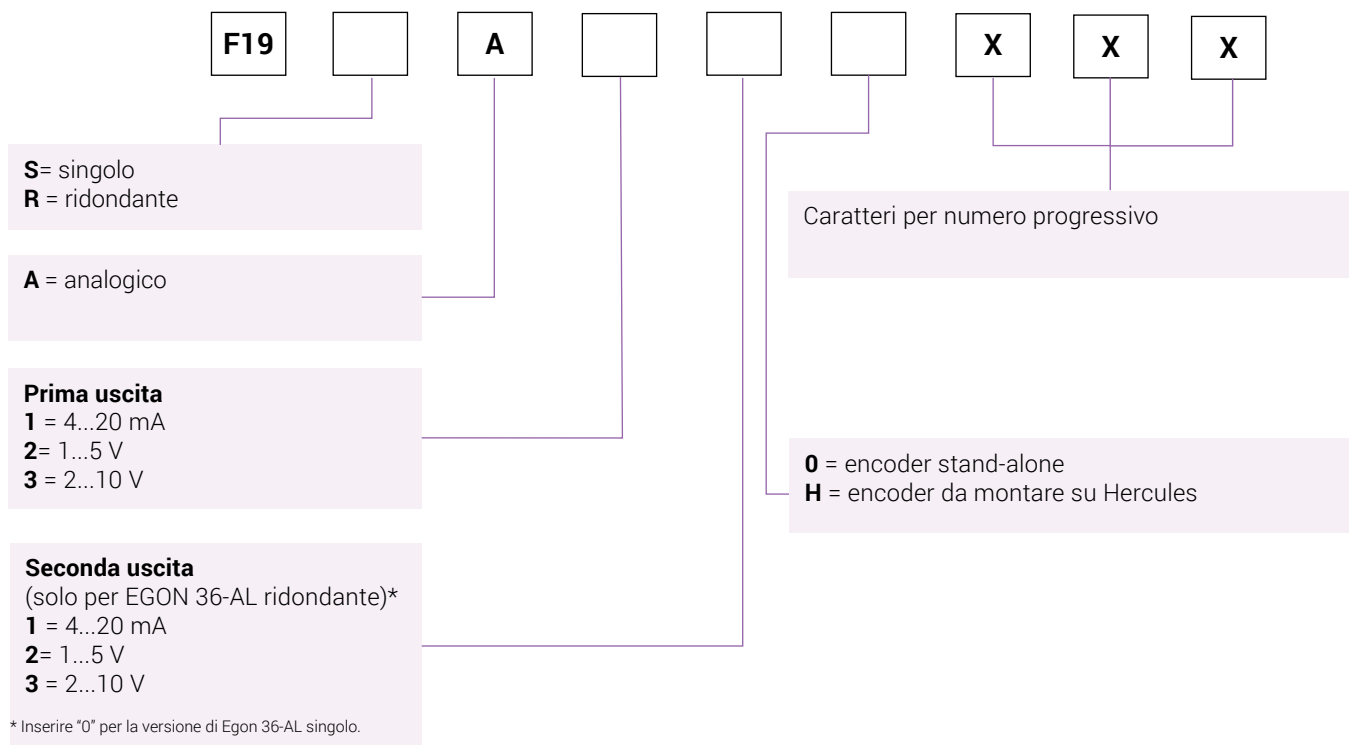 F19 A X X X
S= singolo
R = ridondante
A = analogico
Prima uscita
1 = 4...20 mA
2= 1...5 V
3 = 2...10 V
Seconda uscita
(solo per EGON 36-AL ridondante)*
1 = 4...20 mA
2= 1...5 V
3 = 2...10 V
* Inserire “0” per la versione di Egon 36-AL singolo.
Caratteri per numero progressivo
0 = encoder stand-alone
H = encoder da montare su Hercules